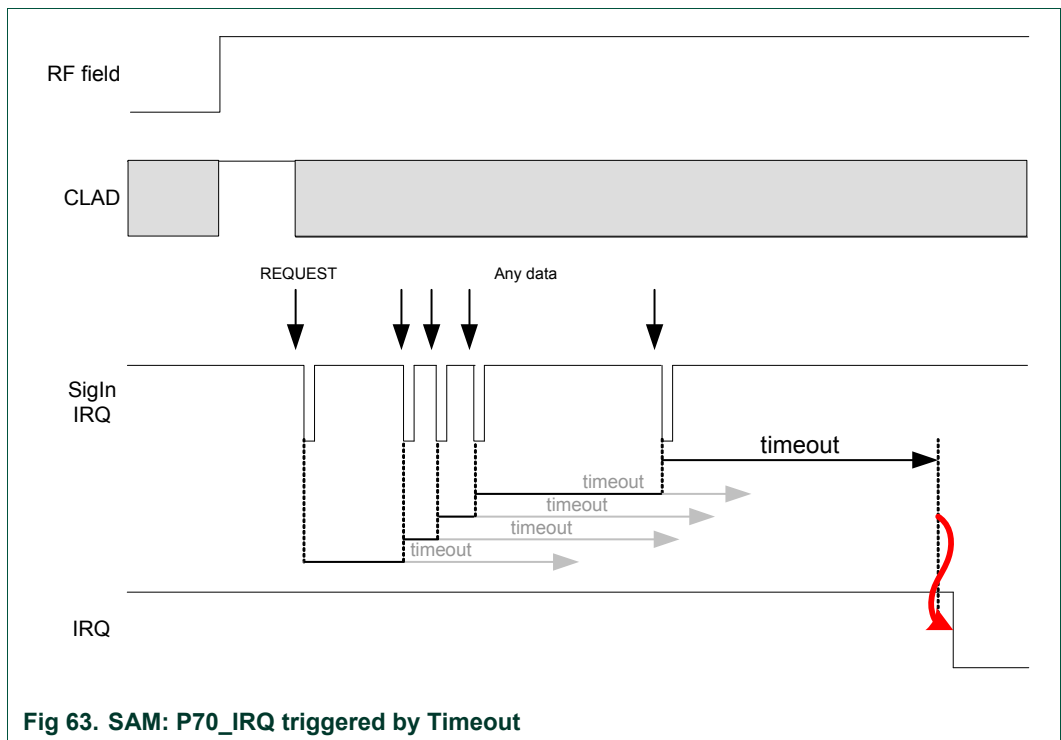 RF field
CLAD
REQUEST
Any data
SigIn
IRQ
timeout
timeout
timeout
timeout
timeout
IRQ
Fig 63. SAM: P70_IRQ triggered by Timeout